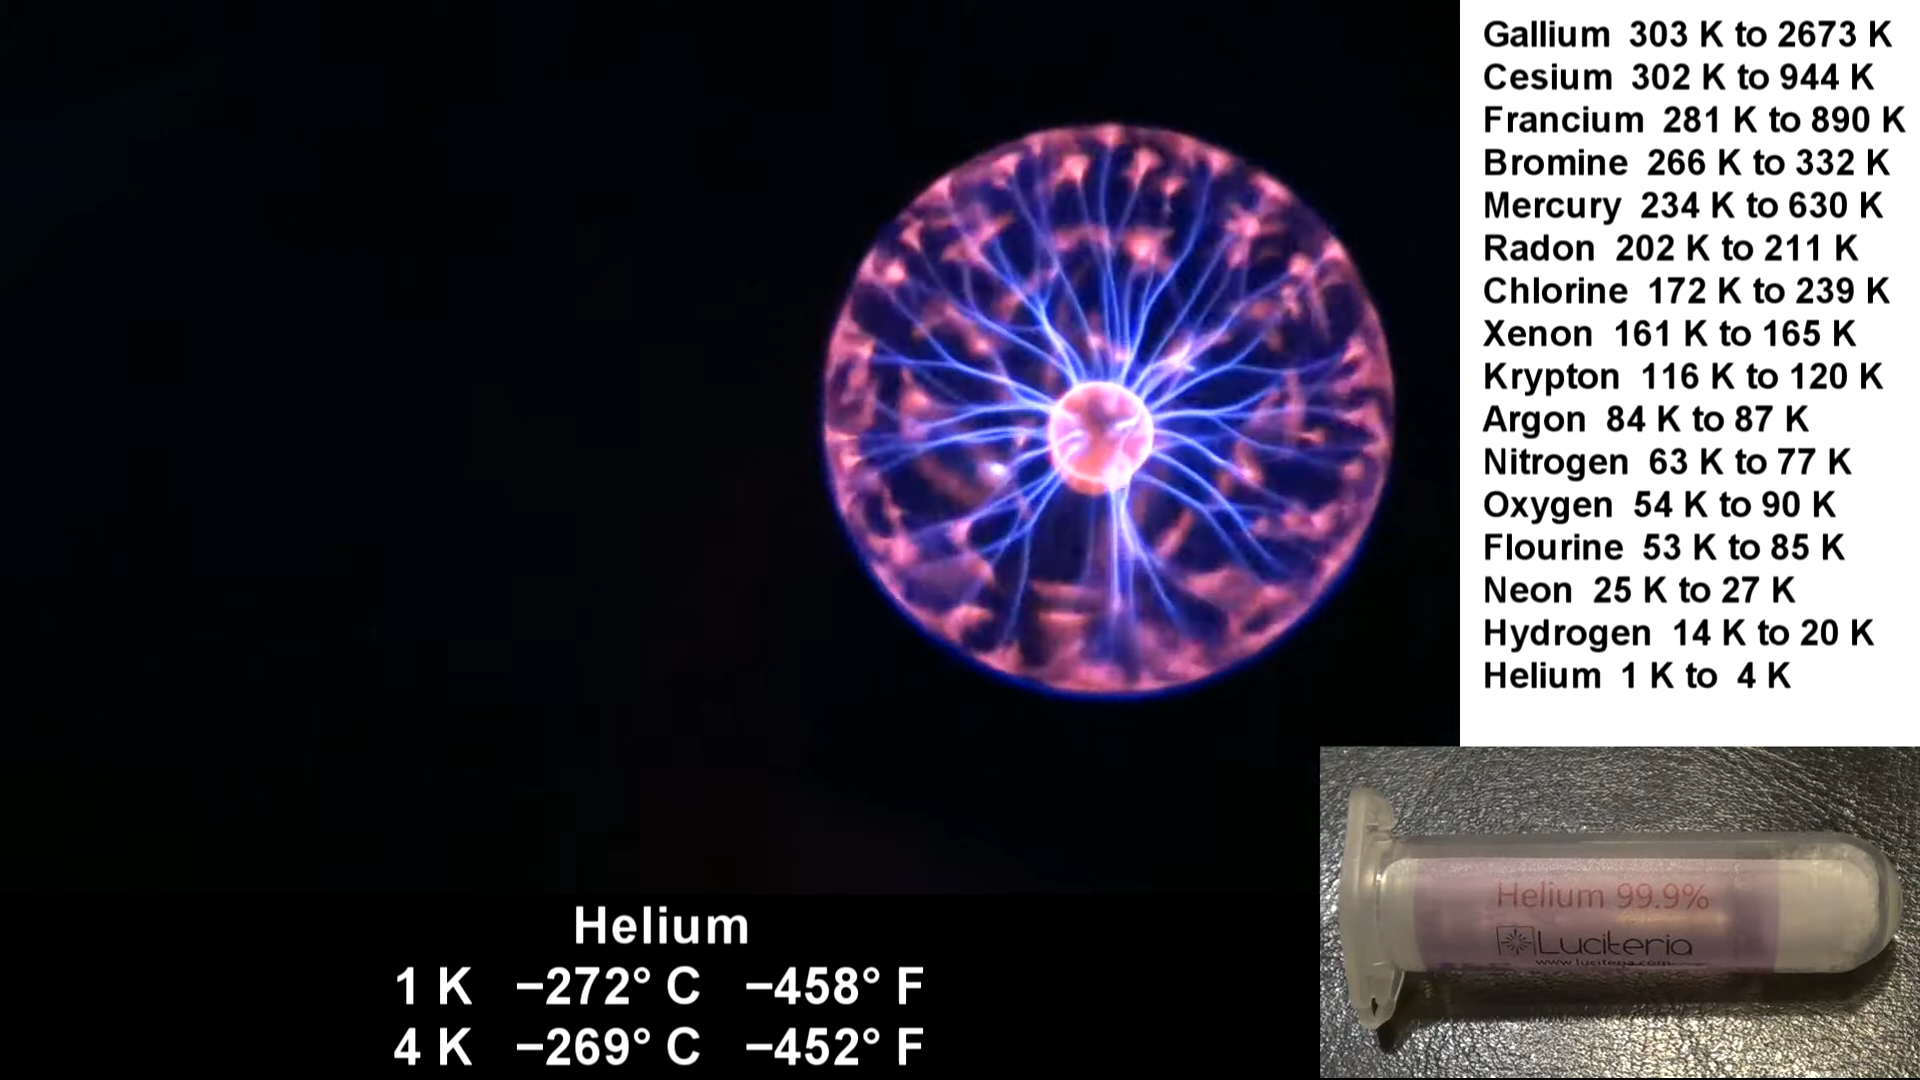 Gallium 303 K to 2673 K
Cesium 302 K to 944 K
Francium 281 K to 890 K
Bromine 266 K to 332 K
Mercury 234 K to 630 K
Radon 202 K to 211 K
Chlorine 172 K to 239 K
Xenon 161 K to 165 K
Krypton 116 K to 120 K
Argon 84 K to 87 K
Nitrogen 63 K to 77 K
Oxygen 54 K to 90 K
Flourine 53 K to 85 K
Neon 25 K to 27 K
Hydrogen 14 K to 20 K
Helium 1 K to 4 K
Helium
1 K −272° C −458° F
4 K −269° C −452° F
Helium 99.9%
Luciteria
www.luciteria.com